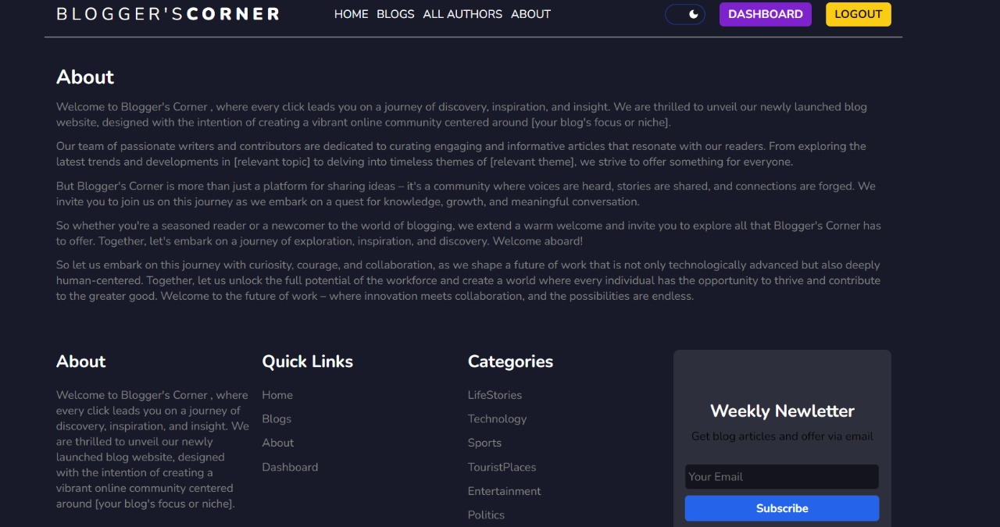 BLOGGER'SCORNER HOME BLOGS ALL AUTHORS ABOUT DASHBOARD LOGOUT
About
Welcome to Blogger's Corner , where every click leads you on a journey of discovery, inspiration, and insight. We are thrilled to unveil our newly launched blog
website, designed with the intention of creating a vibrant online community centered around [your blog's focus or niche].
Our team of passionate writers and contributors are dedicated to curating engaging and informative articles that resonate with our readers. From exploring the
latest trends and developments in [relevant topic] to delving into timeless themes of [relevant theme], we strive to offer something for everyone.
But Blogger's Corner is more than just a platform for sharing ideas – it's a community where voices are heard, stories are shared, and connections are forged. We
invite you to join us on this journey as we embark on a quest for knowledge, growth, and meaningful conversation.
So whether you're a seasoned reader or a newcomer to the world of blogging, we extend a warm welcome and invite you to explore all that Blogger's Corner has
to offer. Together, let's embark on a journey of exploration, inspiration, and discovery. Welcome aboard!
So let us embark on this journey with curiosity, courage, and collaboration, as we shape a future of work that is not only technologically advanced but also deeply
human-centered. Together, let us unlock the full potential of the workforce and create a world where every individual has the opportunity to thrive and contribute
to the greater good. Welcome to the future of work – where innovation meets collaboration, and the possibilities are endless.
About
Welcome to Blogger's Corner , where
every click leads you on a journey of
discovery, inspiration, and insight. We
are thrilled to unveil our newly
launched blog website, designed
with the intention of creating a
vibrant online community centered
around [your blog's focus or niche].
Quick Links
Home
Blogs
About
Dashboard
Categories
LifeStories
Technology
Sports
TouristPlaces
Entertainment
Politics
Weekly Newletter
Get blog articles and offer via email
Your Email
Subscribe